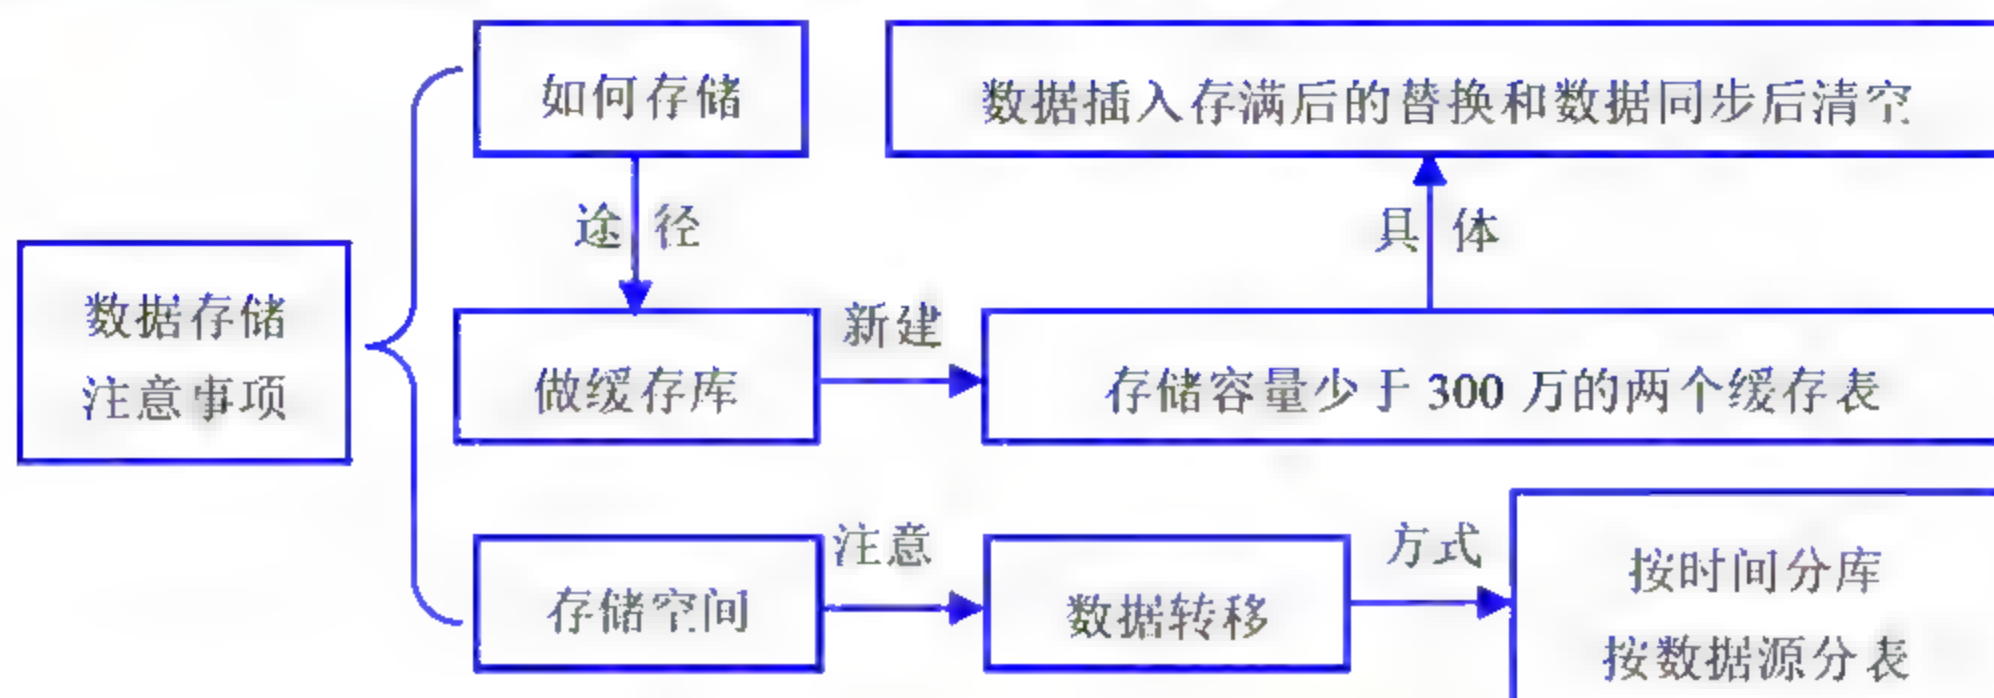 数据存储
注意事项
如何存储
途径
做缓存库
新建
存储容量少于 300 万的两个缓存表
具体
数据插入存满后的替换和数据同步后清空
存储空间
注意
数据转移
方式
按时间分库
按数据源分表